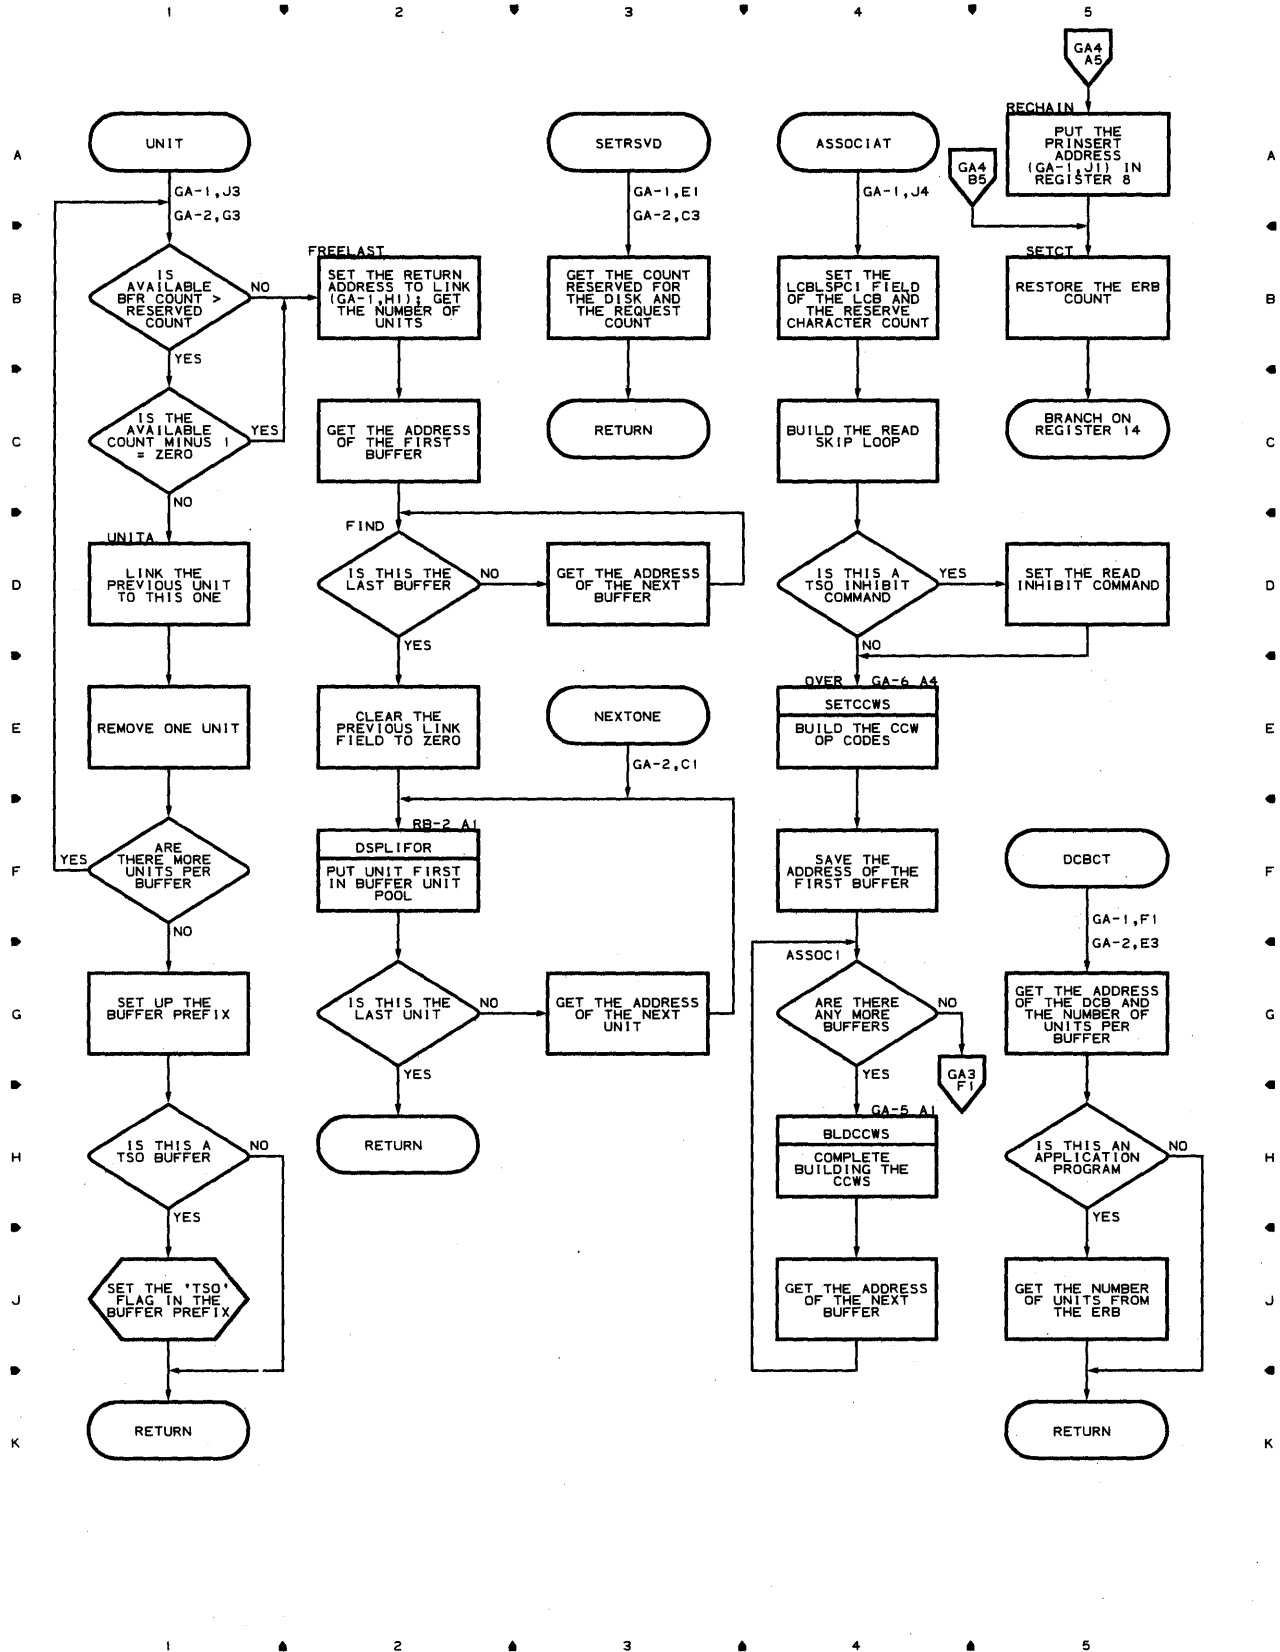 1 2 3 4 5
GA4
A5
RECHAIN
A
UNIT
SETRSVD
ASSOCIAT
GA4
B5
PUT THE
PRINSERT
ADDRESS
(GA-1,J1) IN
REGISTER 8
A
GA-1,J3
GA-2,G3
GA-1,E1
GA-2,C3
GA-1,J4
B
IS
AVAILABLE
BFR COUNT >
RESERVED
COUNT
NO
YES
FREELAST
SET THE RETURN
ADDRESS TO LINK
(GA-1,H1); GET
THE NUMBER OF
UNITS
GET THE COUNT
RESERVED FOR
THE DISK AND
THE REQUEST
COUNT
SET THE
LCBLSPCI FIELD
OF THE LCB AND
THE RESERVE
CHARACTER COUNT
SETCT
RESTORE THE ERB
COUNT
B
C
IS THE
AVAILABLE
COUNT MINUS 1
= ZERO
YES
NO
GET THE ADDRESS
OF THE FIRST
BUFFER
RETURN
BUILD THE READ
SKIP LOOP
BRANCH ON
REGISTER 14
C
D
UNITA
LINK THE
PREVIOUS UNIT
TO THIS ONE
FIND
IS THIS THE
LAST BUFFER
NO
YES
GET THE ADDRESS
OF THE NEXT
BUFFER
IS THIS A
TSO INHIBIT
COMMAND
YES
NO
SET THE READ
INHIBIT COMMAND
D
E
REMOVE ONE UNIT
CLEAR THE
PREVIOUS LINK
FIELD TO ZERO
NEXTONE
GA-2,C1
OVER GA-6 A4
SETCCWS
BUILD THE CCW
OP CODES
E
F
YES
ARE
THERE MORE
UNITS PER
BUFFER
NO
RB-2 A1
DSPLIFOR
PUT UNIT FIRST
IN BUFFER UNIT
POOL
SAVE THE
ADDRESS OF THE
FIRST BUFFER
DCBCT
F
GA-1,F1
GA-2,E3
G
SET UP THE
BUFFER PREFIX
IS THIS THE
LAST UNIT
NO
YES
GET THE ADDRESS
OF THE NEXT
UNIT
ASSOC1
ARE THERE
ANY MORE
BUFFERS
NO
YES
GA3
F1
GET THE ADDRESS
OF THE DCB AND
THE NUMBER OF
UNITS PER
BUFFER
G
H
IS THIS A
TSO BUFFER
NO
YES
RETURN
GA-5 A1
BLDCCWS
COMPLETE
BUILDING THE
CCWS
IS THIS AN
APPLICATION
PROGRAM
NO
YES
H
J
SET THE 'TSO'
FLAG IN THE
BUFFER PREFIX
GET THE ADDRESS
OF THE NEXT
BUFFER
GET THE NUMBER
OF UNITS FROM
THE ERB
J
K
RETURN
RETURN
K
1 2 3 4 5